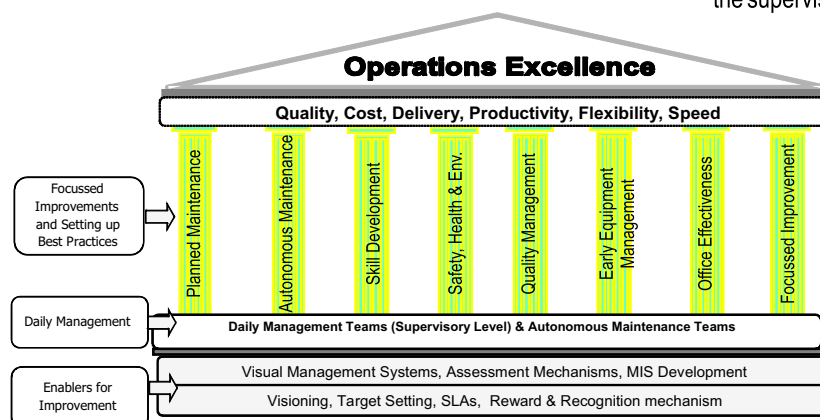 the supervis
Operations Excellence
Quality, Cost, Delivery, Productivity, Flexibility, Speed
Focussed
Improvements
and Setting up
Best Practices
Planned Maintenance
Autonomous Maintenance
Skill Development
Safety, Health & Env.
Quality Management
Early Equipment
Management
Office Effectiveness
Focussed Improvement
Daily Management
Daily Management Teams (Supervisory Level) & Autonomous Maintenance Teams
Enablers for
Improvement
Visual Management Systems, Assessment Mechanisms, MIS Development
Visioning, Target Setting, SLAs, Reward & Recognition mechanism